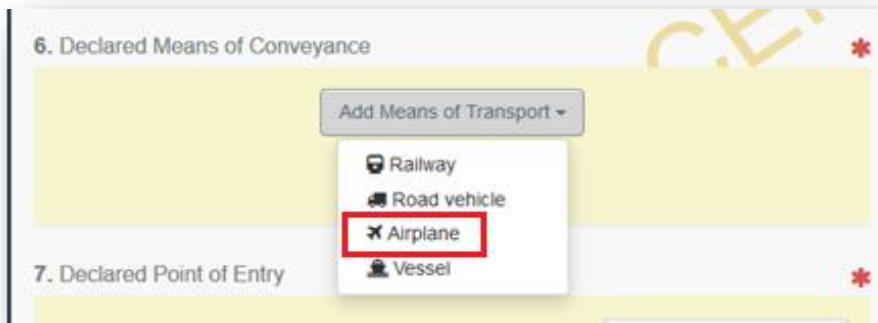 6. Declared Means of Conveyance
Add Means of Transport
Railway
Road vehicle
Airplane
Vessel
7. Declared Point of Entry